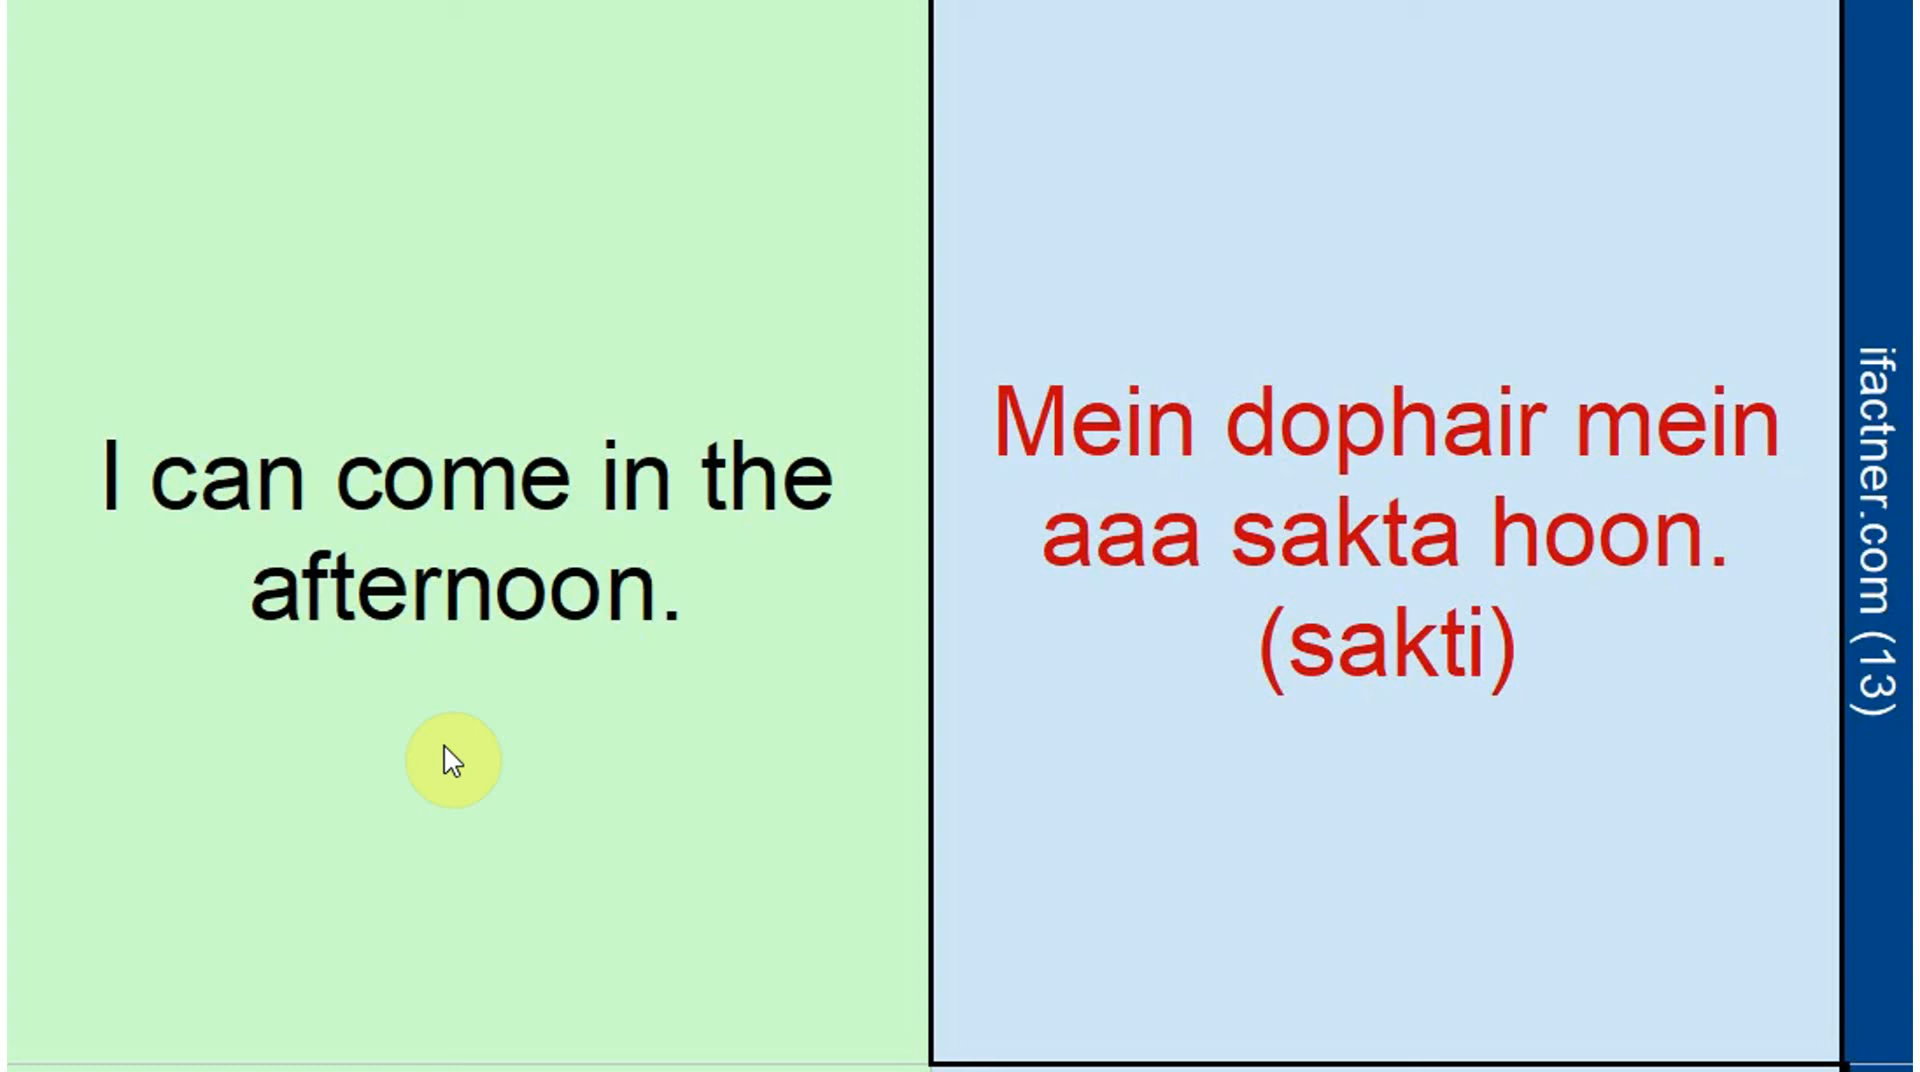 I can come in the
afternoon.
Mein dophair mein
aaa sakta hoon.
(sakti)
ifactner.com (13)